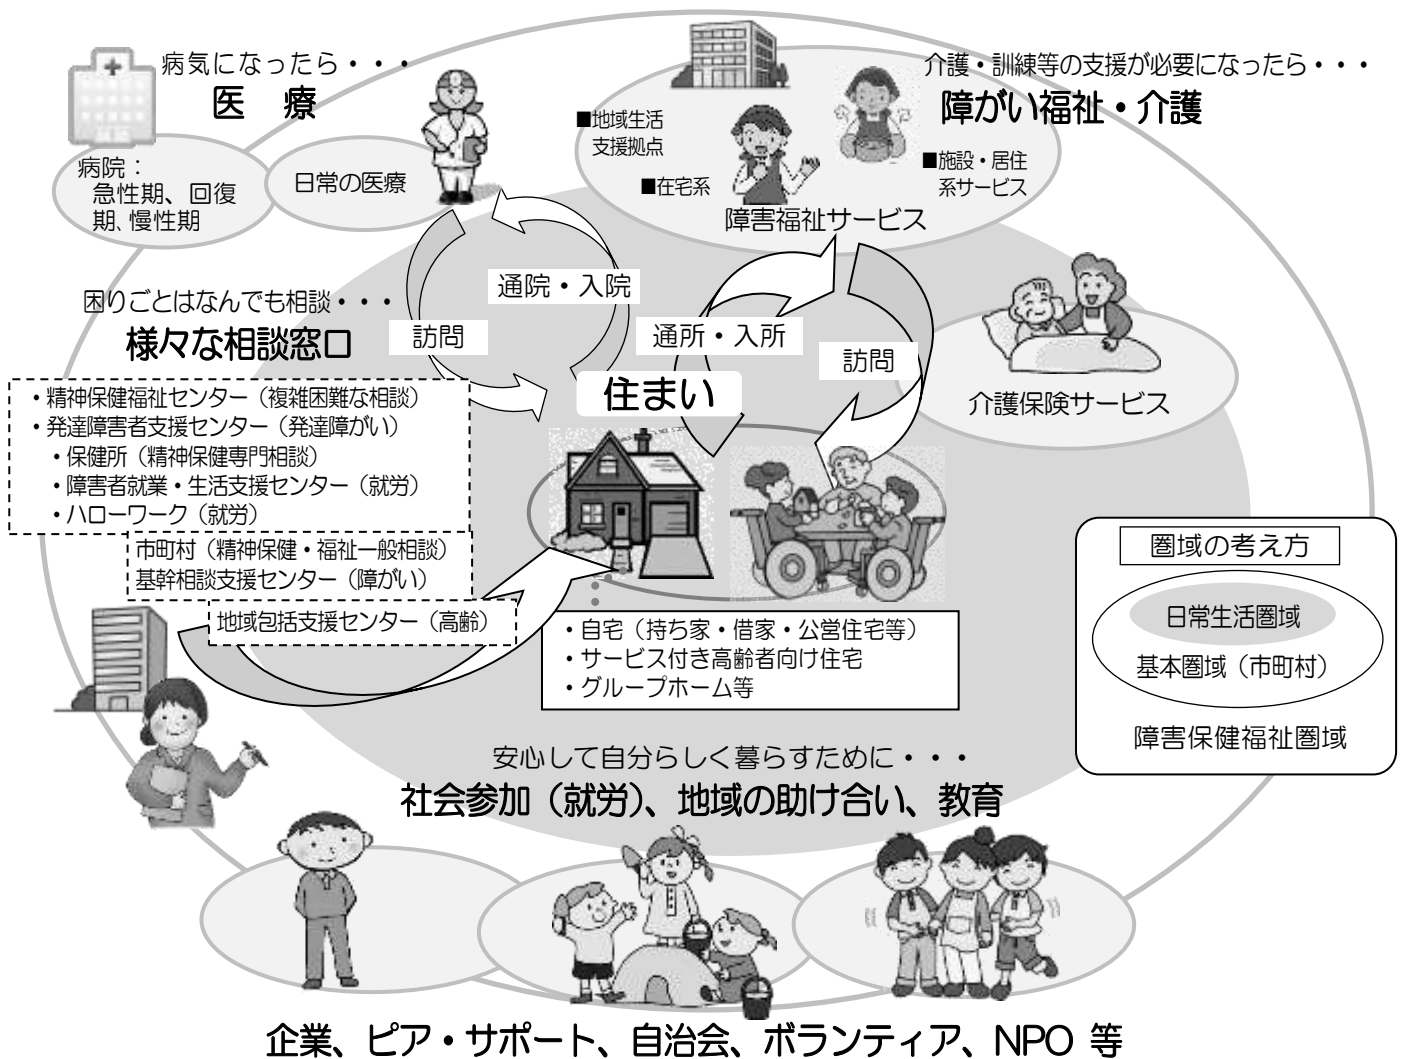 病気になったら・・・
医　療
病院：
急性期、回復
期、慢性期
日常の医療
介護・訓練等の支援が必要になったら・・・
障がい福祉・介護
■地域生活
支援拠点
■在宅系
■施設・居住
系サービス
障害福祉サービス
通院・入院
訪問
通所・入所
訪問
介護保険サービス
困りごとはなんでも相談・・・
様々な相談窓口
・精神保健福祉センター（複雑困難な相談）
・発達障害者支援センター（発達障がい）
・保健所（精神保健専門相談）
・障害者就業・生活支援センター（就労）
・ハローワーク（就労）
市町村（精神保健・福祉一般相談）
基幹相談支援センター（障がい）
地域包括支援センター（高齢）
住まい
・自宅（持ち家・借家・公営住宅等）
・サービス付き高齢者向け住宅
・グループホーム等
圏域の考え方
日常生活圏域
基本圏域（市町村）
障害保健福祉圏域
安心して自分らしく暮らすために・・・
社会参加（就労）、地域の助け合い、教育
企業、ピア・サポート、自治会、ボランティア、NPO 等